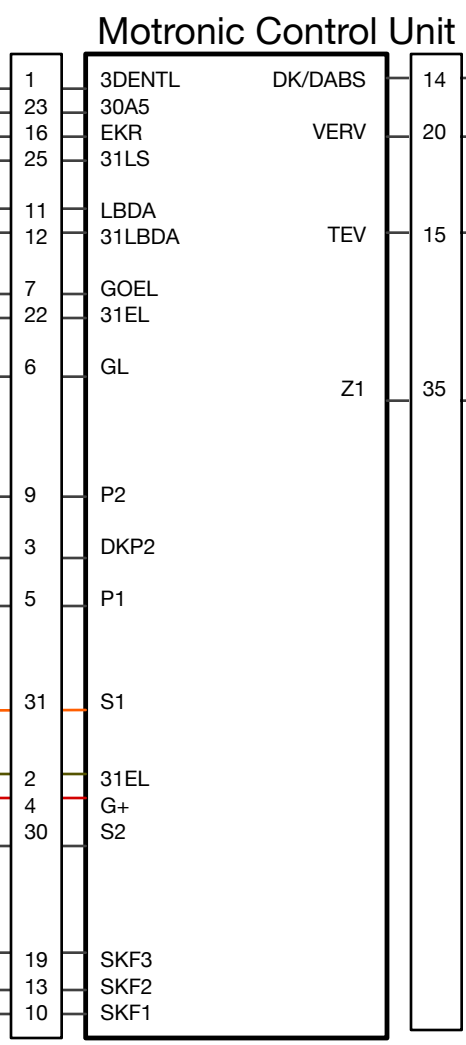 Motronic Control Unit
1 3DENTL DK/DABS 14
23 30A5
16 EKR VERV 20
25 31LS
11 LBDA
12 31LBDA TEV 15
7 GOEL
22 31EL
6 GL
Z1 35
9 P2
3 DKP2
5 P1
31 S1
2 31EL
4 G+
30 S2
19 SKF3
13 SKF2
10 SKF1